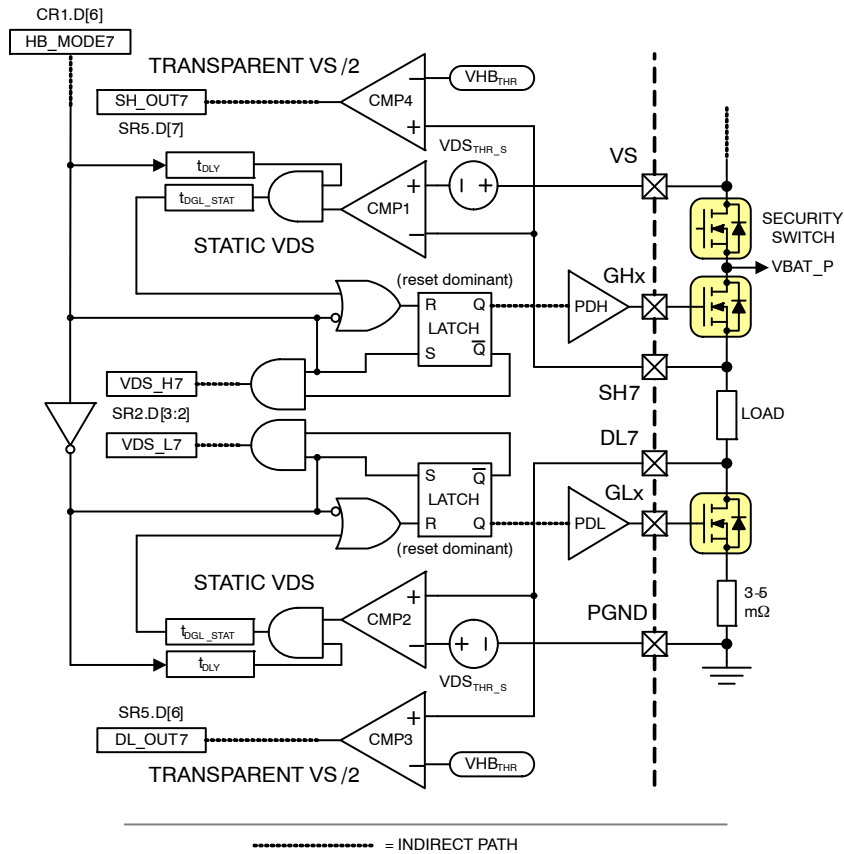 CR1.D[6]
HB_MODE7
TRANSPARENT VS/2
SH_OUT7
SR5.D[7]
CMP4
VHBTHR
VDSTHR_S
VS
tDLY
tDGL_STAT
CMP1
STATIC VDS
SECURITY
SWITCH
VBAT_P
(reset dominant)
GHx
R Q
LATCH
S Q
PDH
VDS_H7
SR2.D[3:2]
VDS_L7
SH7
LOAD
DL7
S Q
LATCH
R Q
(reset dominant)
GLx
PDL
STATIC VDS
3-5
mΩ
PGND
CMP2
tDGL_STAT
tDLY
VDSTHR_S
SR5.D[6]
DL_OUT7
CMP3
VHBTHR
TRANSPARENT VS/2
= INDIRECT PATH